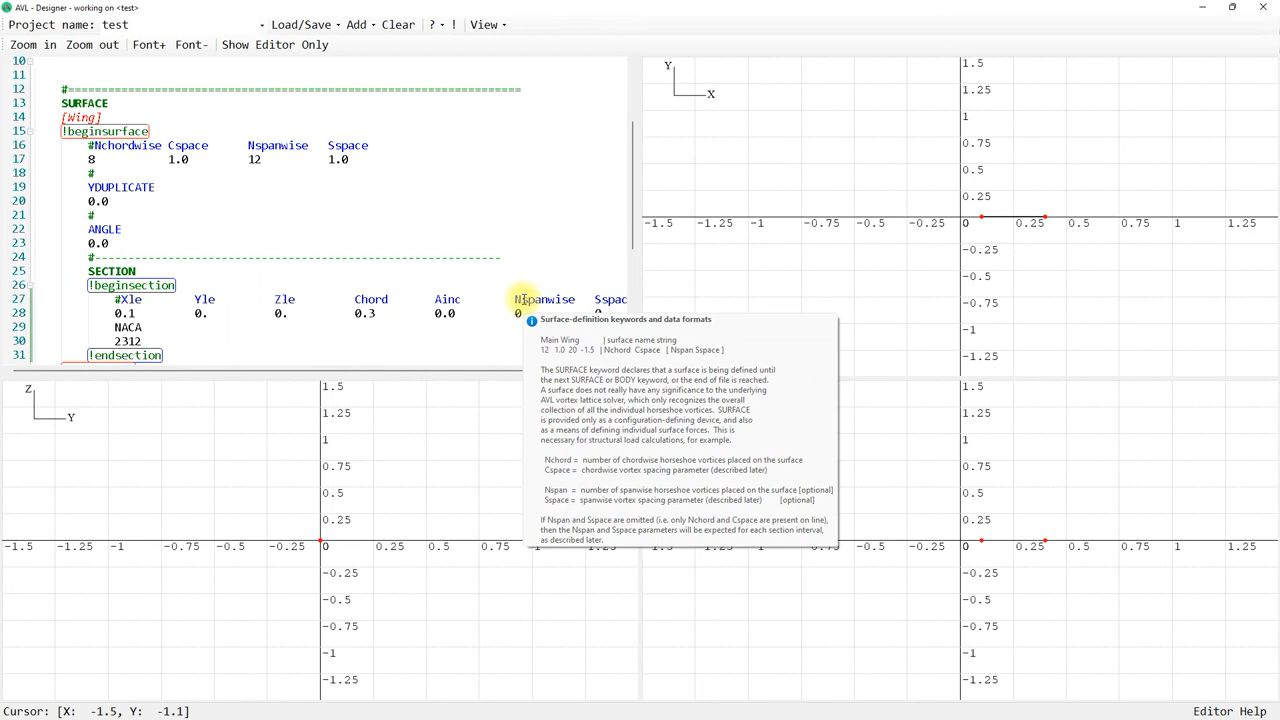 AVL - Designer - working on <test>
Project name: test Load/Save Add Clear ? ! View
Zoom in Zoom out Font+ Font- Show Editor Only
10
11
12 #====================================================================
13 SURFACE
14 [Wing]
15 !beginsurface
16 #Nchordwise Cspace Nspanwise Sspace
17 8 1.0 12 1.0
18 #
19 YDUPLICATE
20 0.0
21 #
22 ANGLE
23 0.0
24 #-------------------------------------------------------------
25 SECTION
26 !beginsection
27 #Xle Yle Zle Chord Ainc Nspanwise Sspac
28 0.1 0. 0. 0.3 0.0 0 0
29 NACA
30 2312
31 !endsection
Surface-definition keywords and data formats
Main Wing | surface name string
12 1.0 20 -1.5 | Nchord Cspace [ Nspan Sspace ]
The SURFACE keyword declares that a surface is being defined until
the next SURFACE or BODY keyword, or the end of file is reached.
A surface does not really have any significance to the underlying
AVL vortex lattice solver, which only recognizes the overall
collection of all the individual horseshoe vortices. SURFACE
is provided only as a configuration-defining device, and also
as a means of defining individual surface forces. This is
necessary for structural load calculations, for example.
Nchord = number of chordwise horseshoe vortices placed on the surface
Cspace = chordwise vortex spacing parameter (described later)
Nspan = number of spanwise horseshoe vortices placed on the surface [optional]
Sspace = spanwise vortex spacing parameter (described later) [optional]
If Nspan and Sspace are omitted (i.e. only Nchord and Cspace are present on line),
then the Nspan and Sspace parameters will be expected for each section interval,
as described later.
Y
X
1.5
1.25
1
0.75
0.5
0.25
-1.5 -1.25 -1 -0.75 -0.5 -0.25 0 0.25 0.5 0.75 1 1.25
-0.25
-0.5
-0.75
-1
-1.25
Z
Y
1.5
1.25
1
0.75
0.5
0.25
-1.5 -1.25 -1 -0.75 -0.5 -0.25 0 0.25 0.5 0.75 1
-0.25
-0.5
-0.75
-1
-1.25
1.5
1.25
1
0.75
0.5
0.25
1 -0.75 -0.5 -0.25 0 0.25 0.5 0.75 1 1.25
-0.25
-0.5
-0.75
-1
-1.25
Cursor: [X: -1.5, Y: -1.1] Editor Help